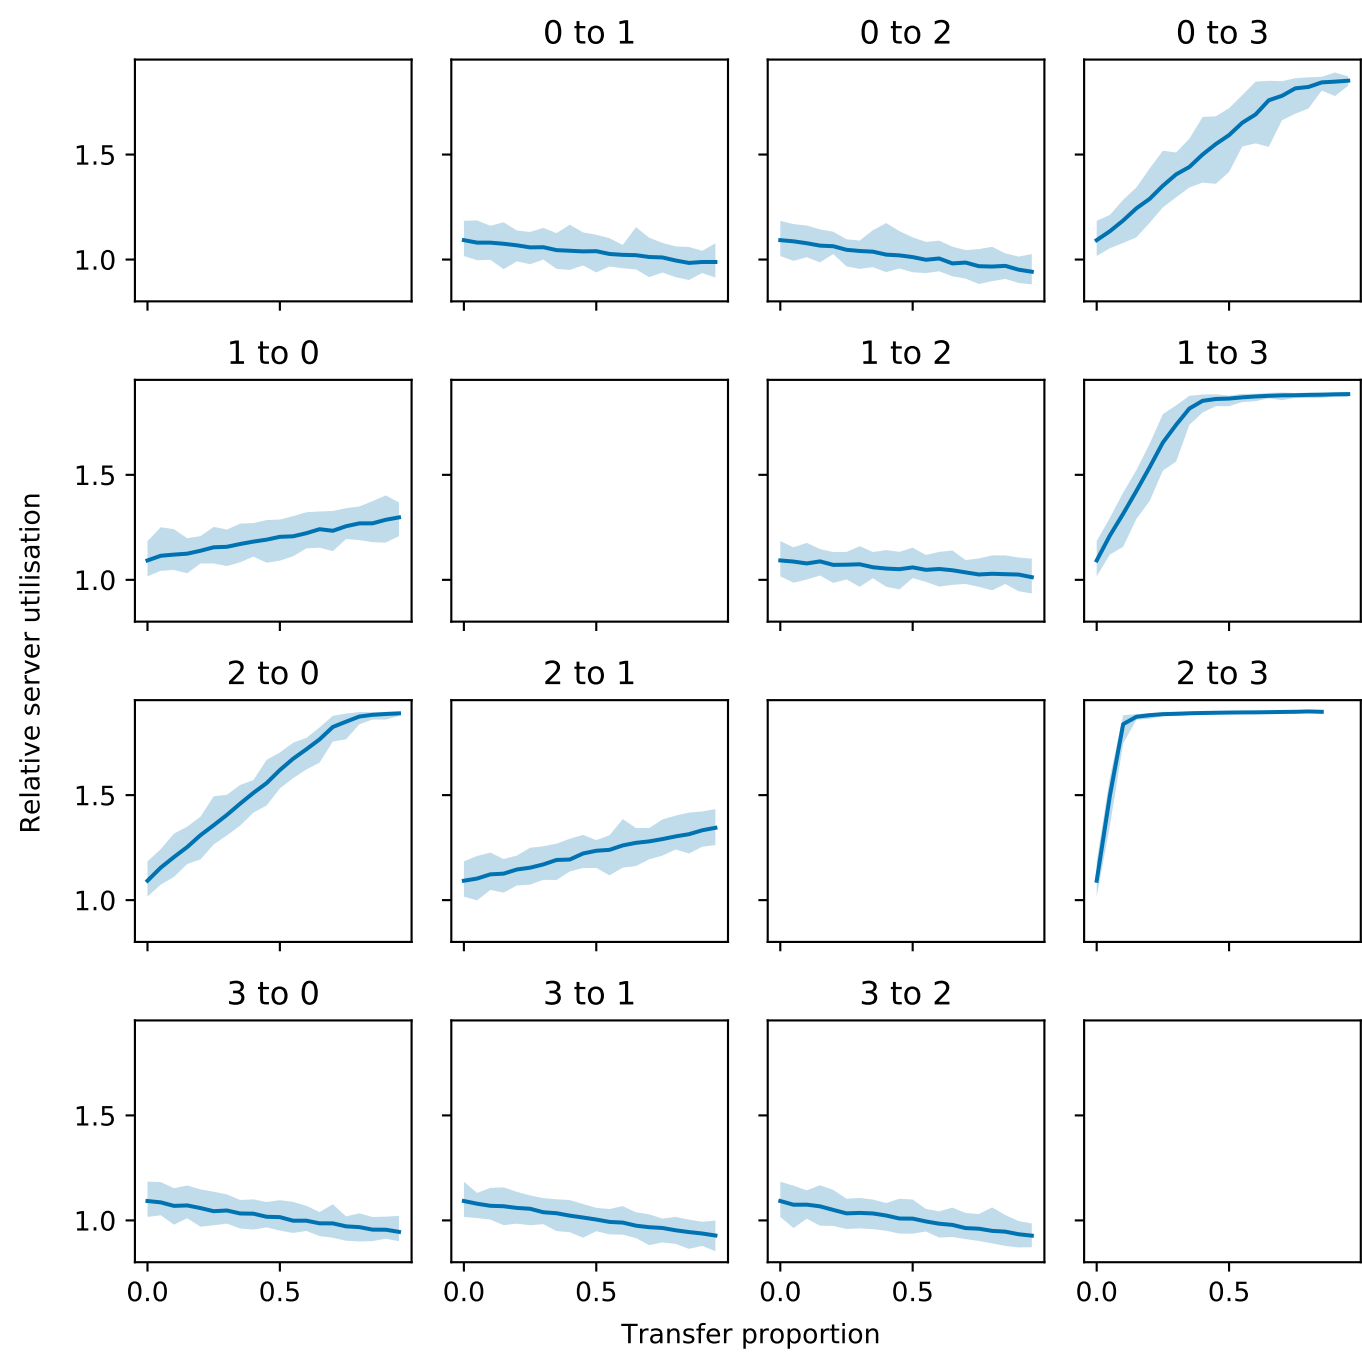 0 to 1
0 to 2
0 to 3
1.5
1.0
1 to 0
1 to 2
1 to 3
1.5
1.0
Relative server utilisation
2 to 0
2 to 1
2 to 3
1.5
1.0
3 to 0
3 to 1
3 to 2
1.5
1.0
0.0 0.5 0.0 0.5 0.0 0.5 0.0 0.5
Transfer proportion